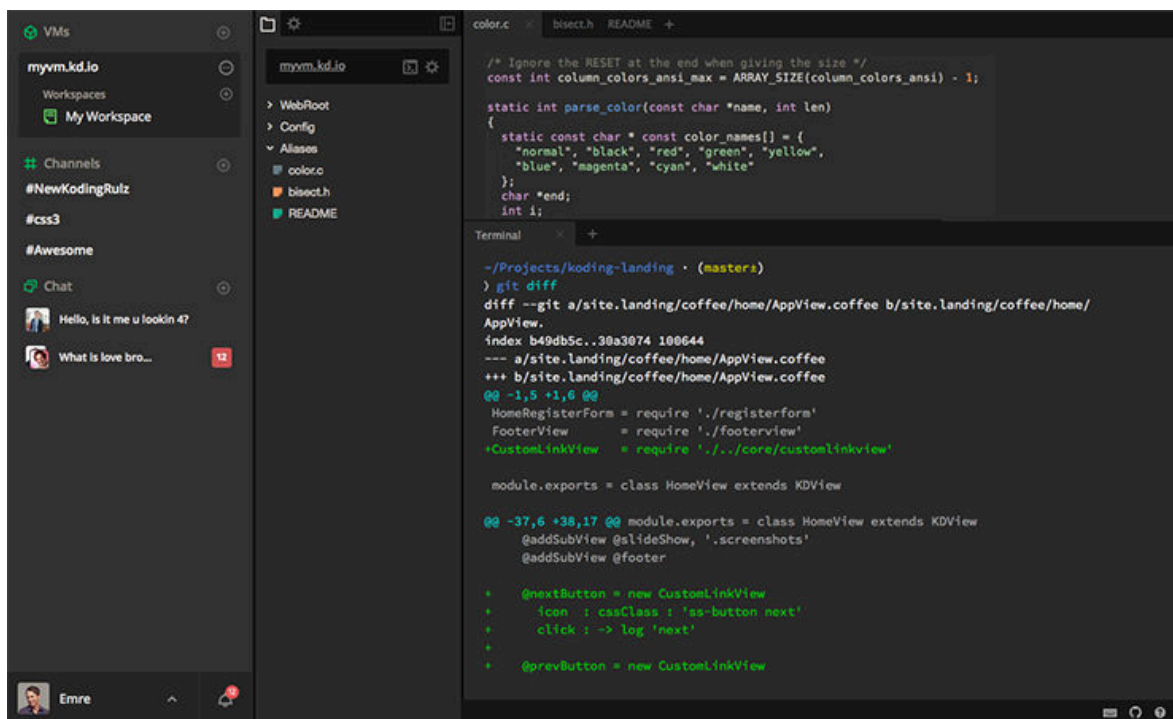 VMs
myvm.kd.io
Workspaces
My Workspace
# Channels
#NewKodingRulz
#css3
#Awesome
Chat
Hello, is it me u lookin 4?
What is love bro...
12
Emre
12
myvm.kd.io
WebRoot
Config
Aliases
color.c
bisect.h
README
color.c × bisect.h README +
/* Ignore the RESET at the end when giving the size */
const int column_colors_ansi_max = ARRAY_SIZE(column_colors_ansi) - 1;
static int parse_color(const char *name, int len)
{
static const char * const color_names[] = {
"normal", "black", "red", "green", "yellow",
"blue", "magenta", "cyan", "white"
};
char *end;
int i;
Terminal × +
~/Projects/koding-landing · (master±)
❯ git diff
diff --git a/site.landing/coffee/home/AppView.coffee b/site.landing/coffee/home/
AppView.
index b49db5c..30a3074 100644
--- a/site.landing/coffee/home/AppView.coffee
+++ b/site.landing/coffee/home/AppView.coffee
@@ -1,5 +1,6 @@
HomeRegisterForm = require './registerform'
FooterView = require './footerview'
+CustomLinkView = require './../core/customlinkview'
module.exports = class HomeView extends KDView
@@ -37,6 +38,17 @@ module.exports = class HomeView extends KDView
@addSubView @slideShow, '.screenshots'
@addSubView @footer
+ @nextButton = new CustomLinkView
+ icon : cssClass : 'ss-button next'
+ click : -> log 'next'
+
+ @prevButton = new CustomLinkView